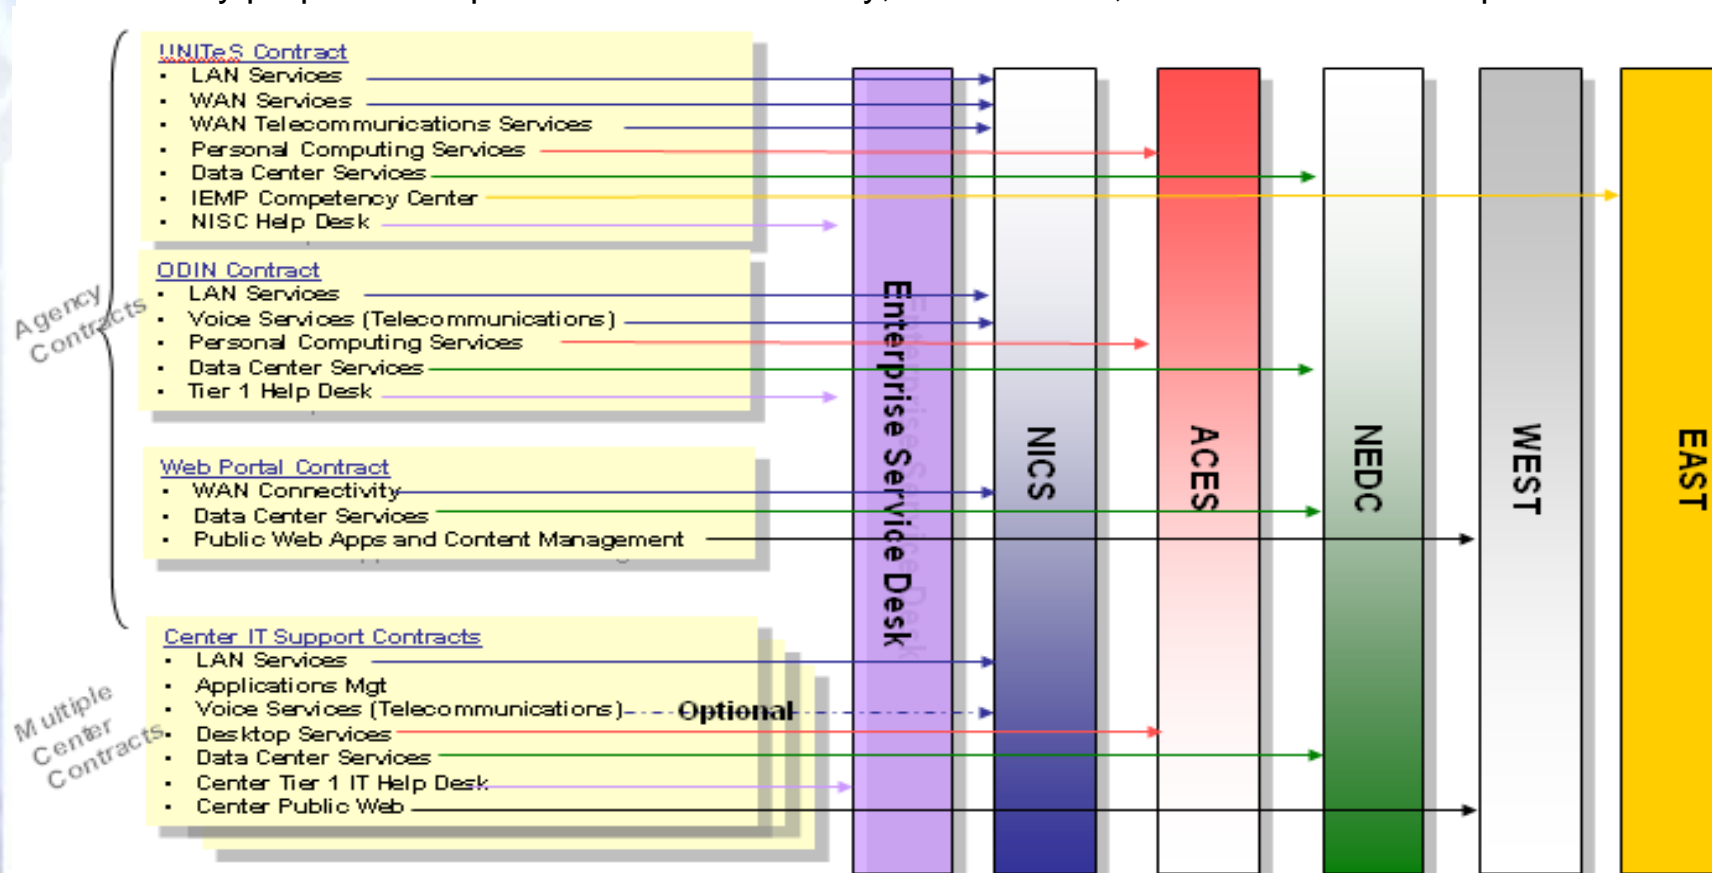 UNITeS Contract
• LAN Services
• WAN Services
• WAN Telecommunications Services
• Personal Computing Services
• Data Center Services
• IEMP Competency Center
• NISC Help Desk
ODIN Contract
• LAN Services
• Voice Services (Telecommunications)
• Personal Computing Services
• Data Center Services
• Tier 1 Help Desk
Agency
Contracts
Web Portal Contract
• WAN Connectivity
• Data Center Services
• Public Web Apps and Content Management
Center IT Support Contracts
• LAN Services
• Applications Mgt
• Voice Services (Telecommunications)
Optional
• Desktop Services
• Data Center Services
• Center Tier 1 IT Help Desk
• Center Public Web
Multiple
Center
Contracts
Enterprise Service Desk
NICS
ACES
NEDC
WEST
EAST